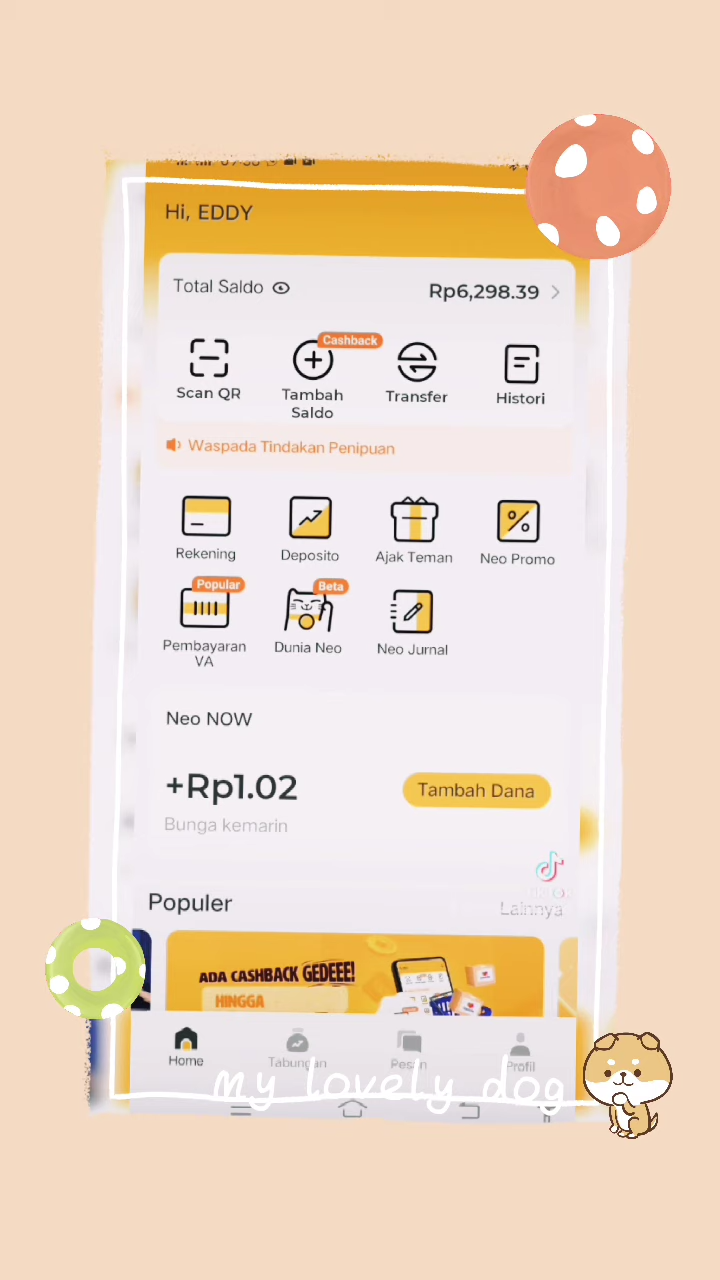 Hi, EDDY
Total Saldo
Rp6,298.39
Cashback
Scan QR
Tambah
Saldo
Transfer
Histori
Waspada Tindakan Penipuan
Rekening
Deposito
Ajak Teman
Neo Promo
Popular
Beta
Pembayaran
VA
Dunia Neo
Neo Jurnal
Neo NOW
+Rp1.02
Tambah Dana
Bunga kemarin
Populer
Lainnya
ADA CASHBACK GEDEEE!
HINGGA
Home
Tabungan
Pesan
Profil
my lovely dog